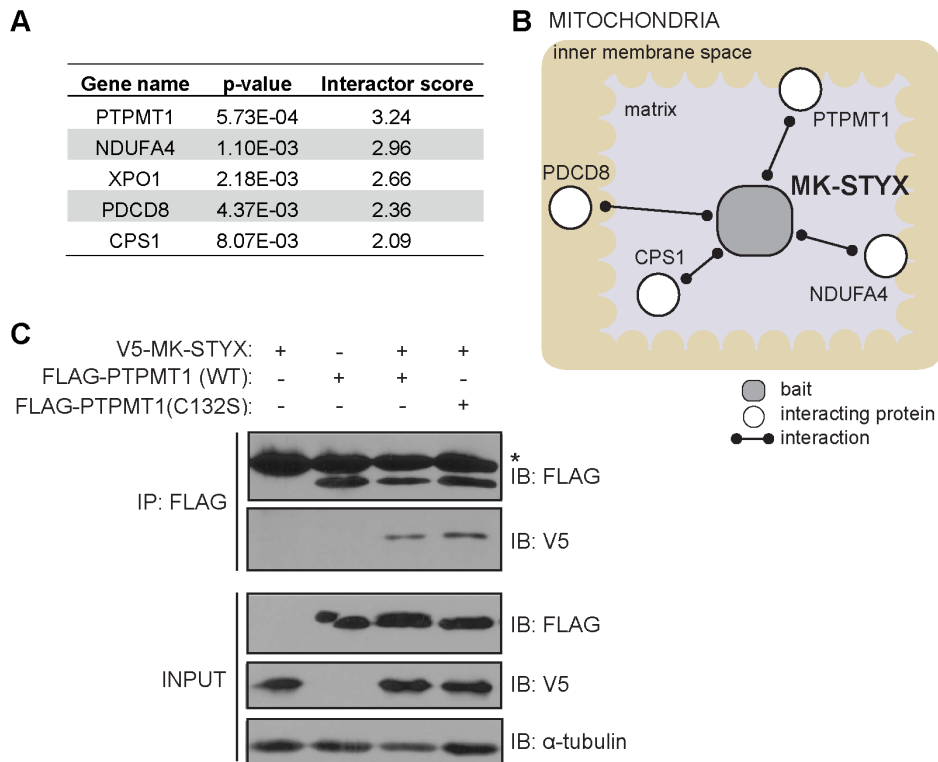 A
Gene name p-value Interactor score
PTPMT1 5.73E-04 3.24
NDUFA4 1.10E-03 2.96
XPO1 2.18E-03 2.66
PDCD8 4.37E-03 2.36
CPS1 8.07E-03 2.09
B MITOCHONDRIA
inner membrane space
matrix
PTPMT1
PDCD8
MK-STYX
CPS1
NDUFA4
bait
interacting protein
interaction
C
V5-MK-STYX: + - + +
FLAG-PTPMT1 (WT): - + + -
FLAG-PTPMT1(C132S): - - - +
IP: FLAG
*
IB: FLAG
IB: V5
INPUT
IB: FLAG
IB: V5
IB: α-tubulin